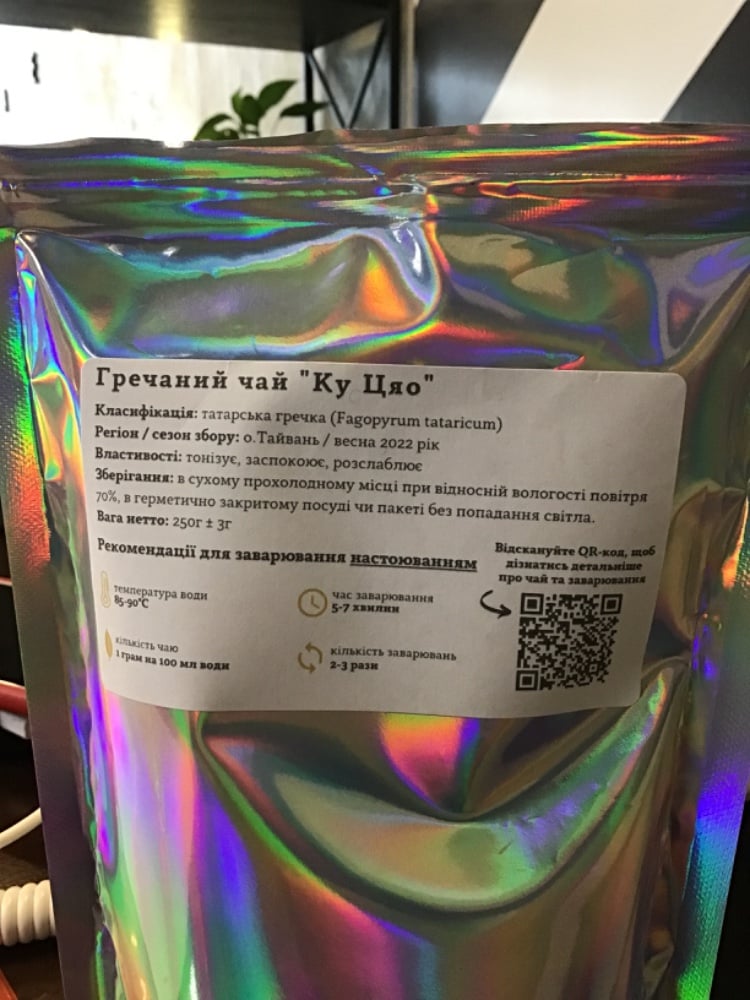 Гречаний чай "Ку Цяо"
Класифікація: татарська гречка (Fagopyrum tataricum)
Регіон / сезон збору: о.Тайвань / весна 2022 рік
Властивості: тонізує, заспокоює, розслаблює
Зберігання: в сухому прохолодному місці при відносній вологості повітря
70%, в герметично закритому посуді чи пакеті без попадання світла.
Вага нетто: 250г ± 3г
Рекомендації для заварювання настоюванням
температура води
85-90°C
час заварювання
5-7 хвилин
кількість чаю
1 грам на 100 мл води
кількість заварювань
2-3 рази
Відскануйте QR-код, щоб
дізнатись детальніше
про чай та заварювання